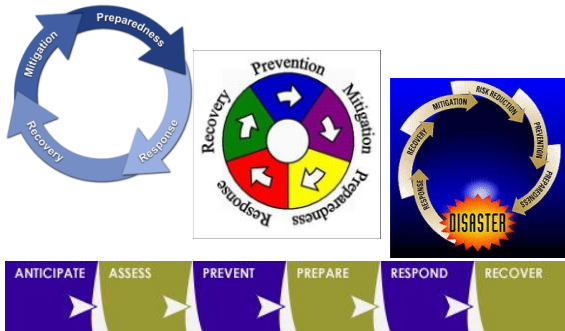 Preparedness
Mitigation
Recovery
Response
Prevention
Mitigation
Preparedness
Response
Recovery
RISK REDUCTION
MITIGATION
PREVENTION
RECOVERY
PREPAREDNESS
RESPONSE
DISASTER
ANTICIPATE ASSESS PREVENT PREPARE RESPOND RECOVER